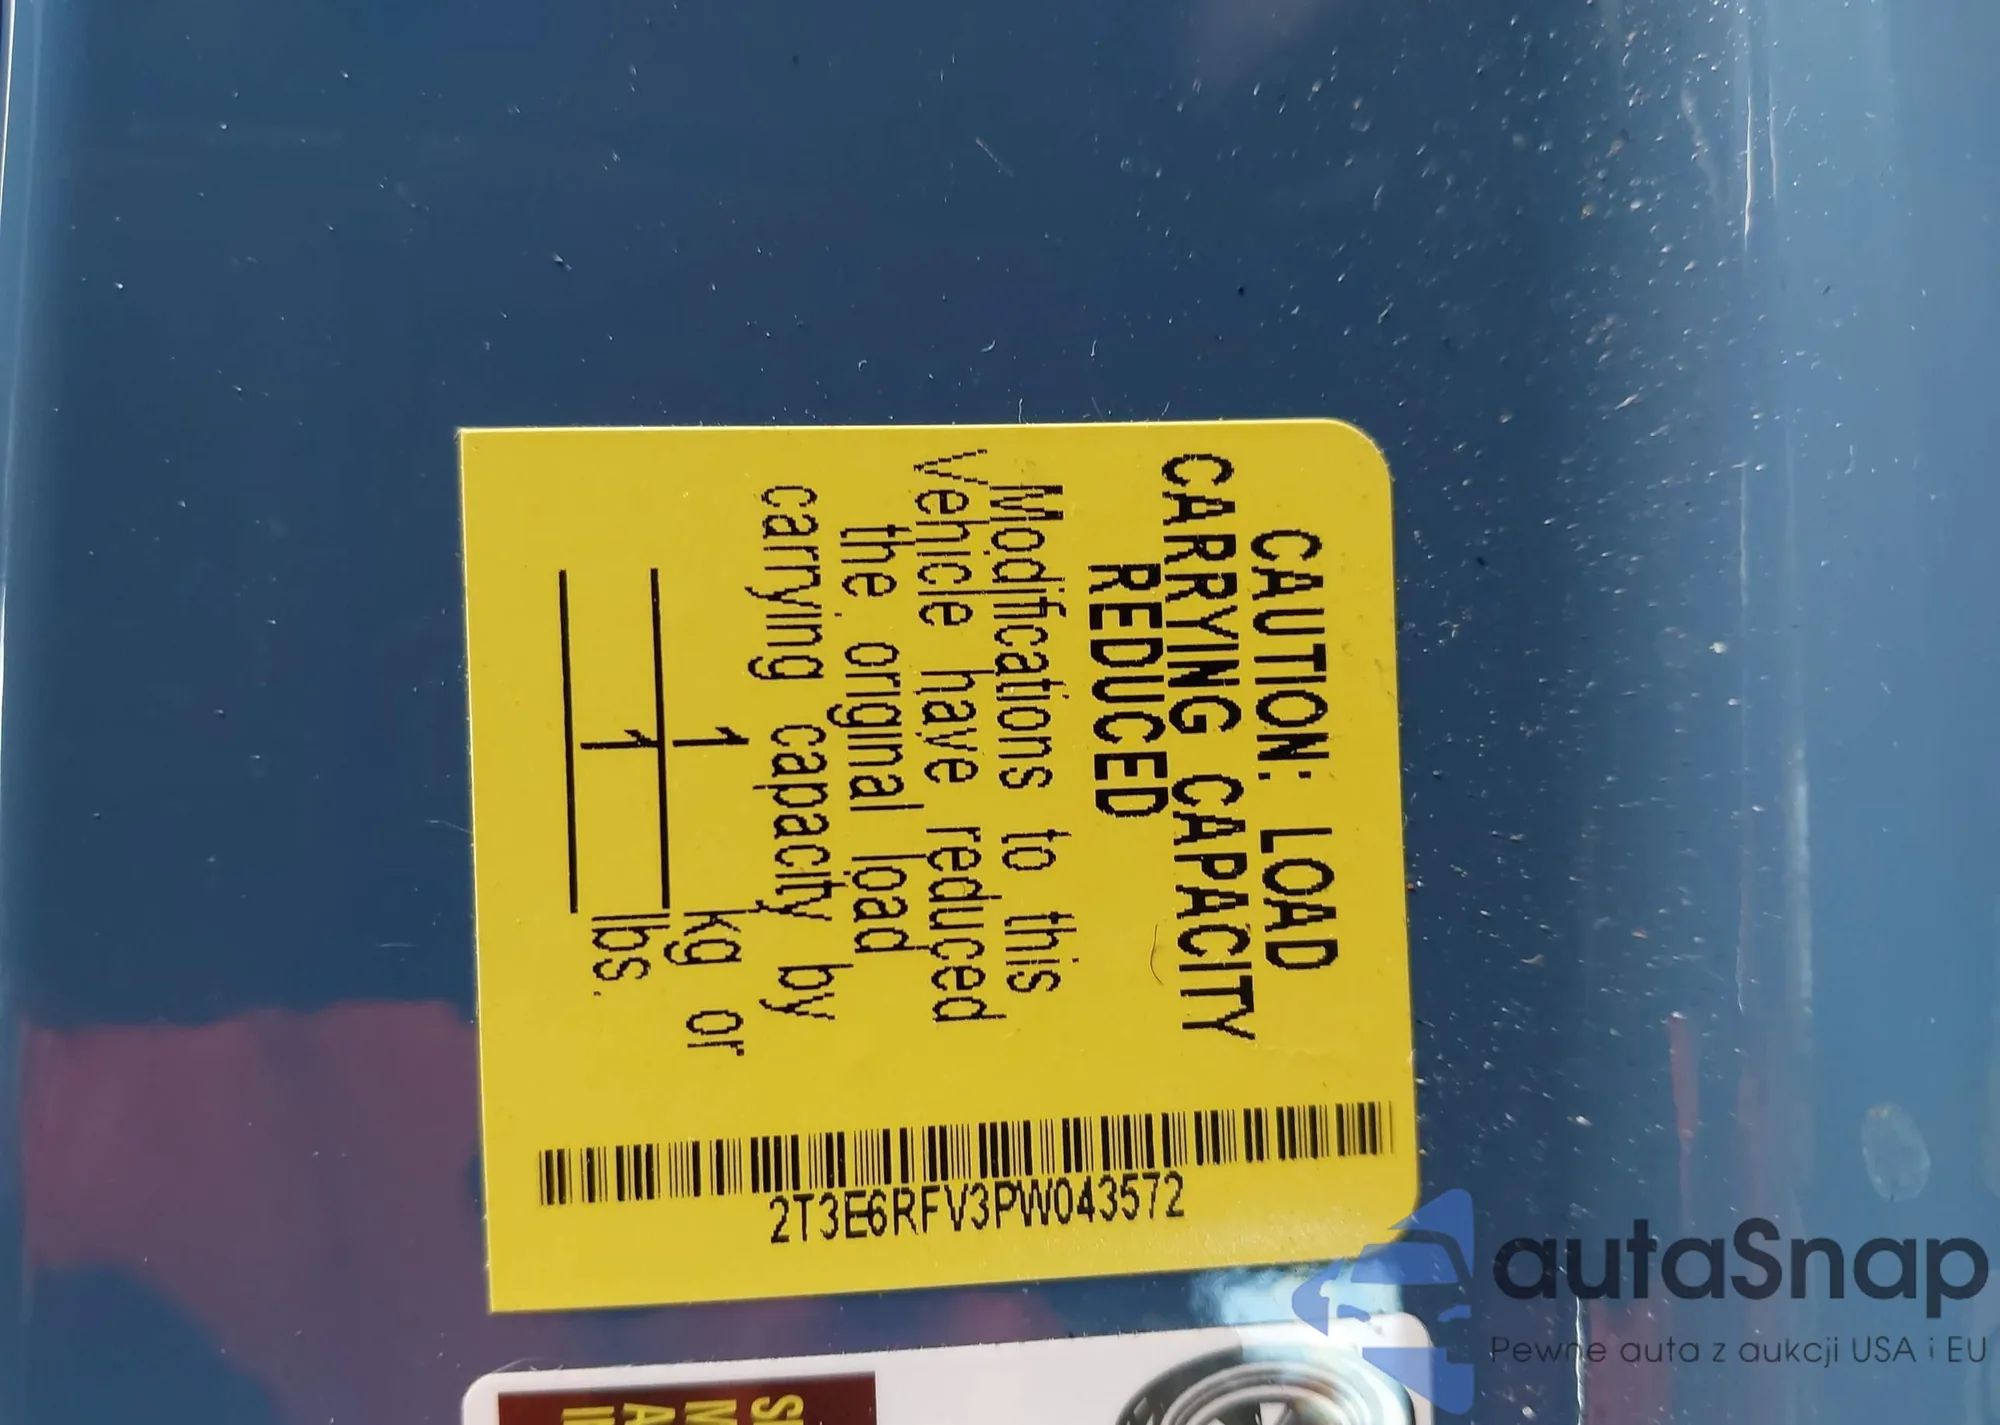 CAUTION: LOAD
CARRYING CAPACITY
REDUCED
Modifications to this
vehicle have reduced
the original load
carrying capacity by
1 kg or
1 lbs.
2T3E6RFV3PW043572
autaSnap
Pewne auta z aukcji USA i EU